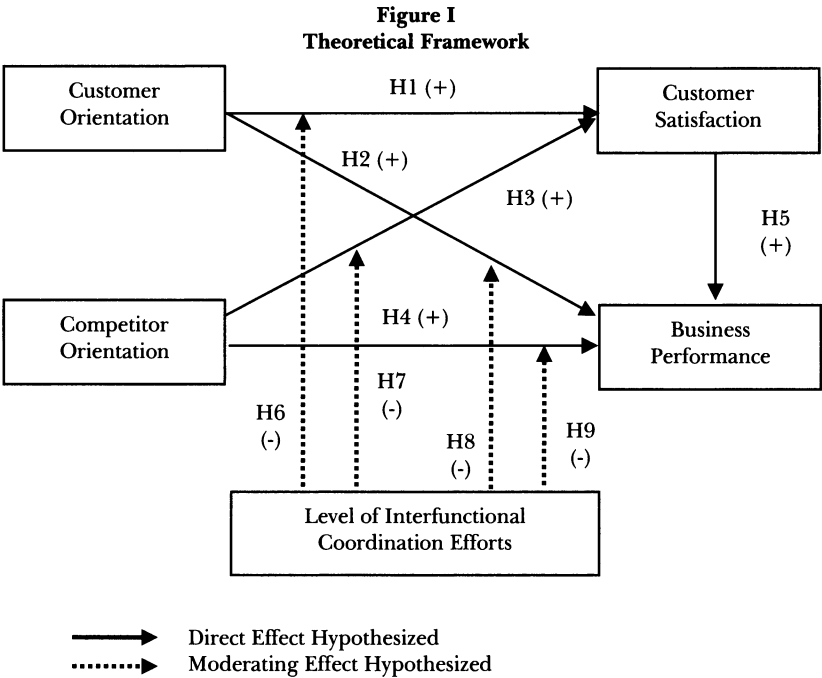 Figure I
Theoretical Framework
Customer
Orientation
H1 (+)
Customer
Satisfaction
H2 (+)
H3 (+)
H5
(+)
Competitor
Orientation
H4 (+)
Business
Performance
H6
(-)
H7
(-)
H8
(-)
H9
(-)
Level of Interfunctional
Coordination Efforts
Direct Effect Hypothesized
Moderating Effect Hypothesized